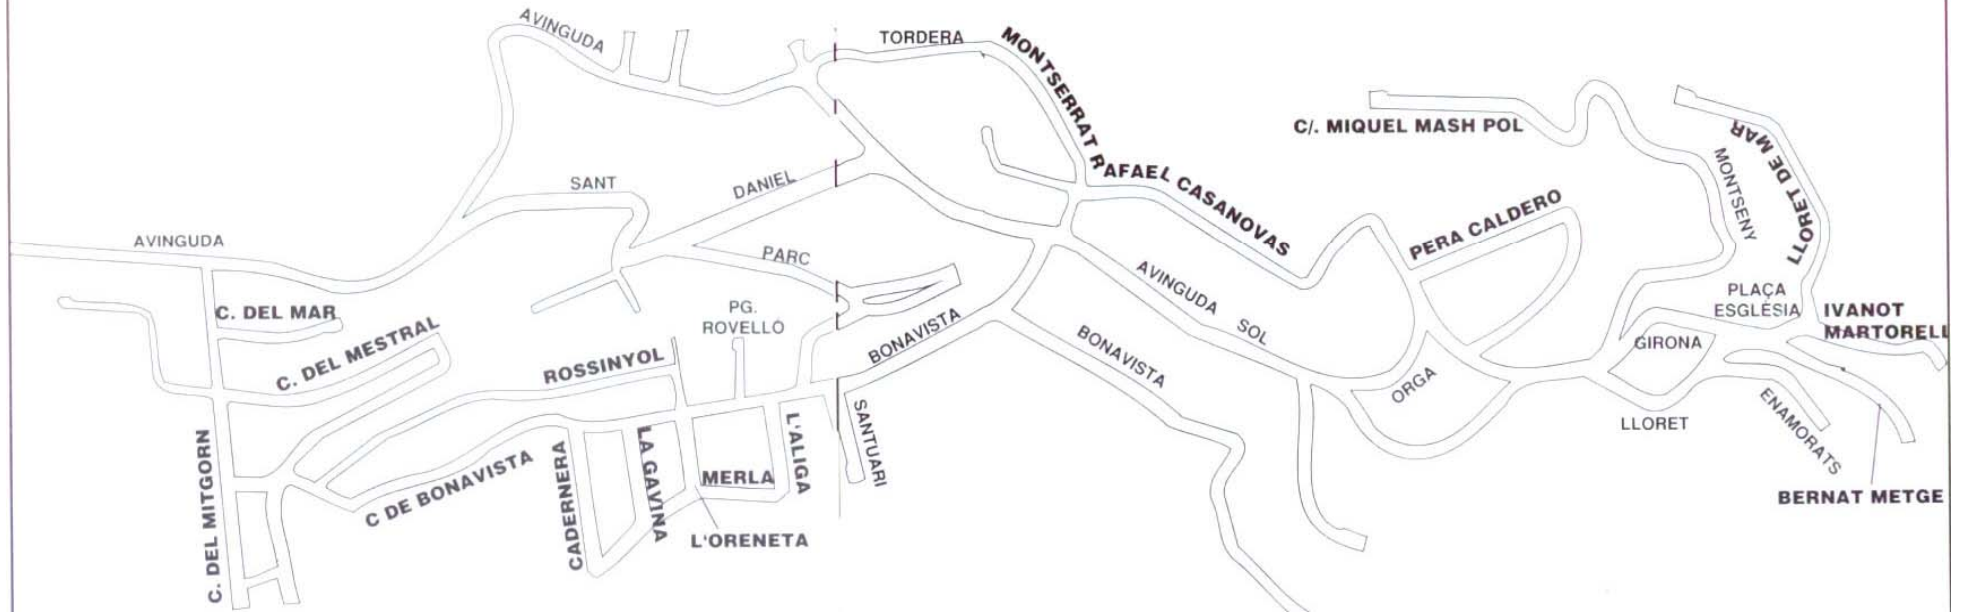 AVINGUDA
TORDERA
MONTSERRAT
RAFAEL CASANOVAS
C/. MIQUEL MASH POL
LLORET DE MAR
MONTSENY
SANT
DANIEL
PERA CALDERO
AVINGUDA
PARC
AVINGUDA
SOL
PLAÇA
ESGLÉSIA
IVANOT
MARTORELL
C. DEL MAR
PG.
ROVELLÓ
BONAVISTA
BONAVISTA
GIRONA
C. DEL MESTRAL
ROSSINYOL
ORGA
LLORET
ENAMORATS
SANTUARI
L'ALIGA
MERLA
LA GAVINA
CADERNERA
C DE BONAVISTA
C. DEL MITGORN
L'ORENETA
BERNAT METGE